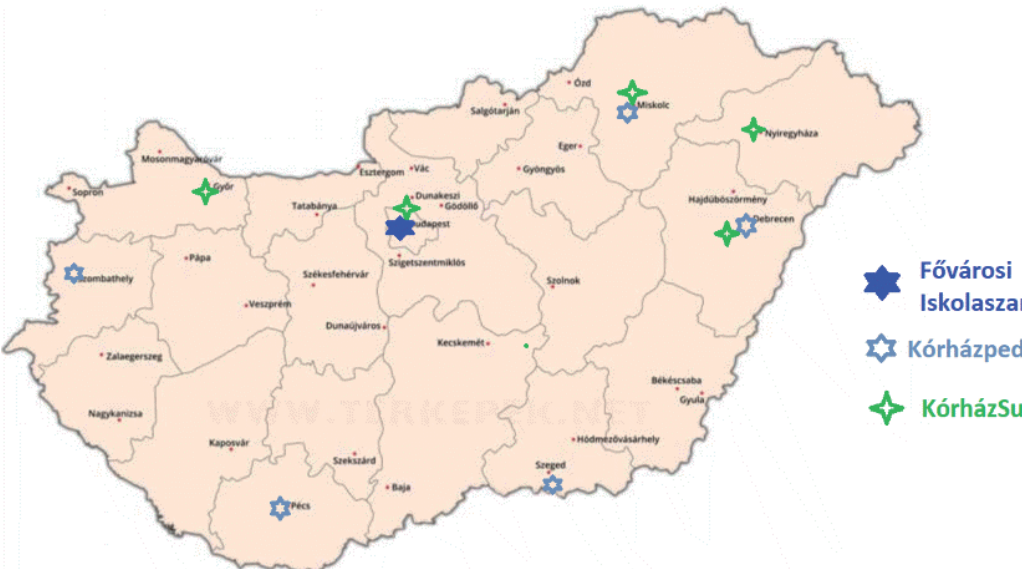 Ózd
Miskolc
Salgótarján
Nyíregyháza
Eger
Mosonmagyaróvár
Esztergom
Vác
Gyöngyös
Sopron
Győr
Dunakeszi
Gödöllő
Hajdúböszörmény
Tatabánya
Debrecen
Budapest
Pápa
Szigetszentmiklós
Székesfehérvár
Szombathely
Szolnok
Fővárosi
Iskolaszan
Veszprém
Dunaújváros
Kecskemét
Kórházped
Zalaegerszeg
Békéscsaba
Gyula
KórházSu
WWW.TERKEPEK.NET
Nagykanizsa
Kaposvár
Hódmezővásárhely
Szekszárd
Szeged
Baja
Pécs